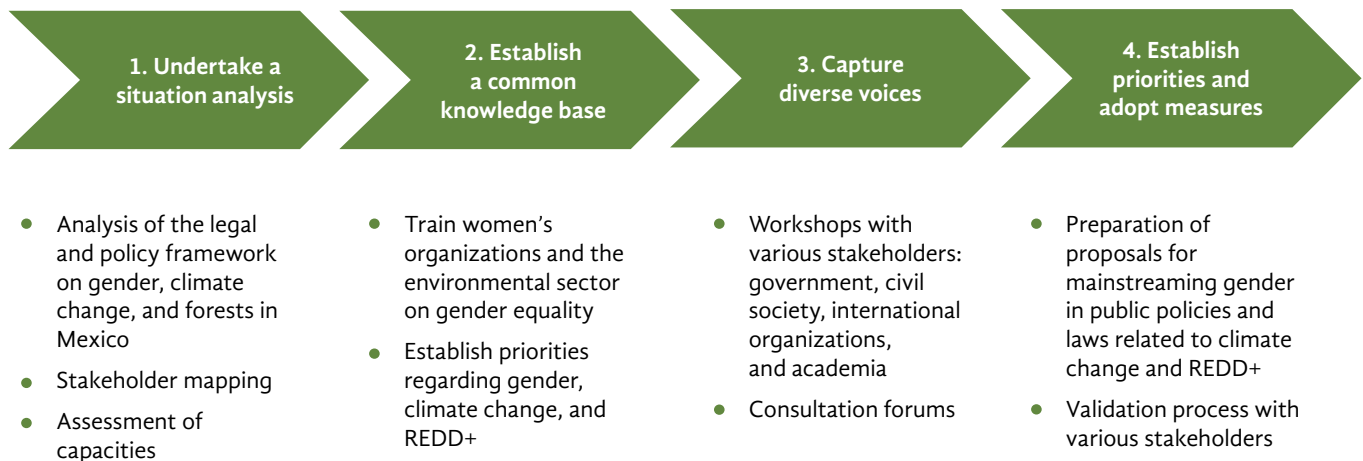 1. Undertake a
situation analysis
2. Establish
a common
knowledge base
3. Capture
diverse voices
4. Establish
priorities and
adopt measures
• Analysis of the legal
and policy framework
on gender, climate
change, and forests in
Mexico
• Stakeholder mapping
• Assessment of
capacities
• Train women’s
organizations and the
environmental sector
on gender equality
• Establish priorities
regarding gender,
climate change, and
REDD+
• Workshops with
various stakeholders:
government, civil
society, international
organizations,
and academia
• Consultation forums
• Preparation of
proposals for
mainstreaming gender
in public policies and
laws related to climate
change and REDD+
• Validation process with
various stakeholders